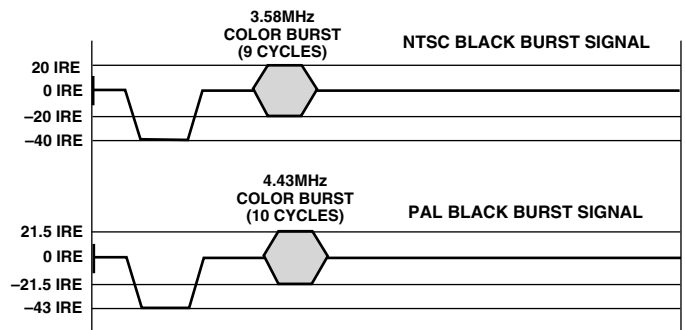 3.58MHz
COLOR BURST
(9 CYCLES)
NTSC BLACK BURST SIGNAL
20 IRE
0 IRE
–20 IRE
–40 IRE
4.43MHz
COLOR BURST
(10 CYCLES)
PAL BLACK BURST SIGNAL
21.5 IRE
0 IRE
–21.5 IRE
–43 IRE